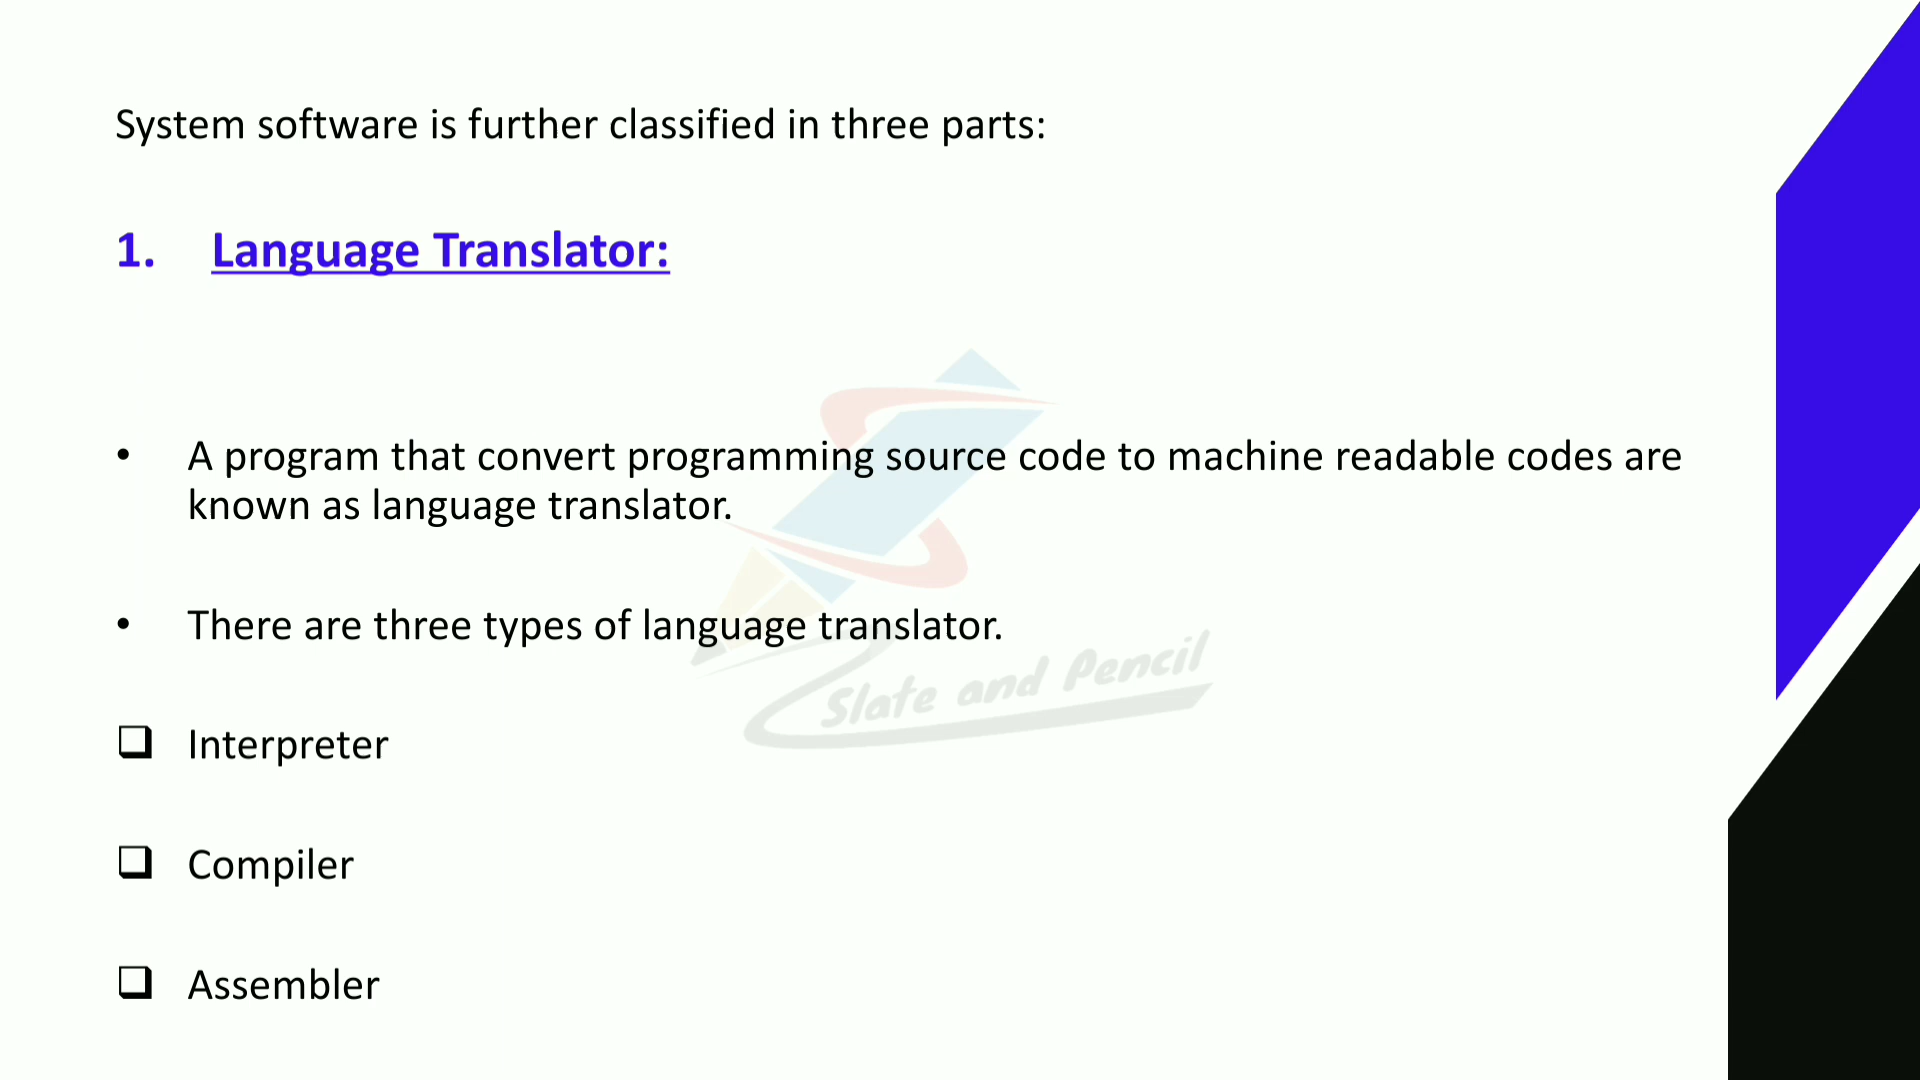 System software is further classified in three parts:
1. Language Translator:
• A program that convert programming source code to machine readable codes are
known as language translator.
• There are three types of language translator.
❑ Interpreter
❑ Compiler
❑ Assembler
Slate and Pencil